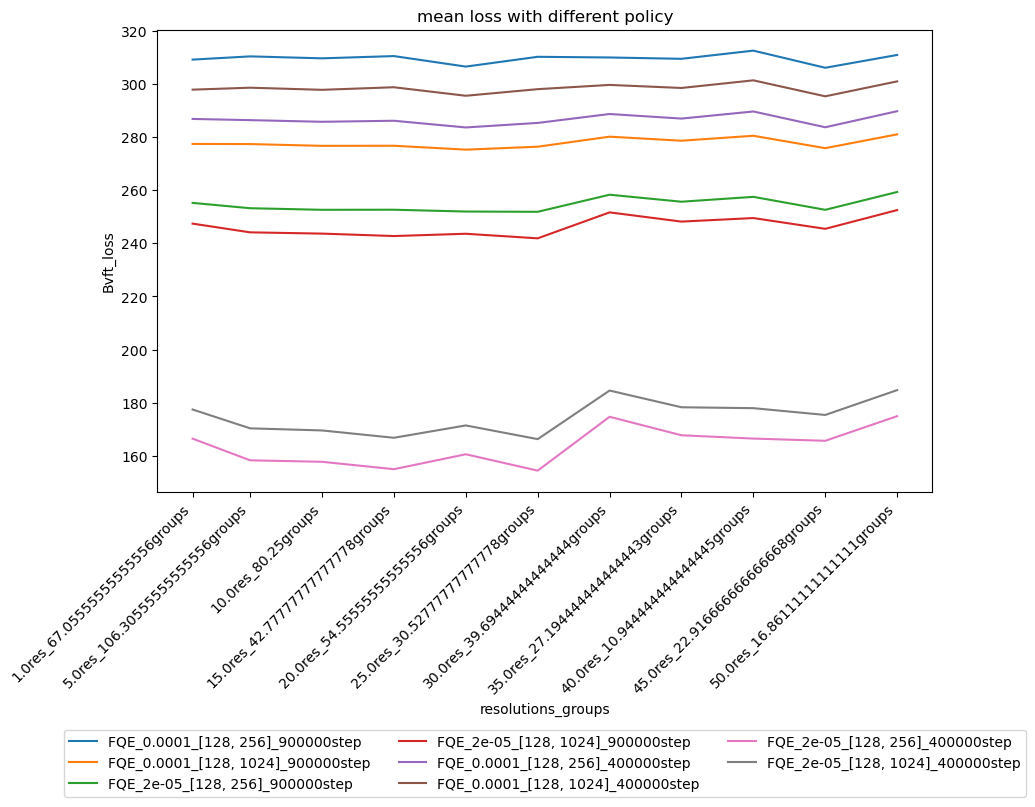 mean loss with different policy
320
300
280
260
240
220
200
180
160
Bvft_loss
1.0res_67.05555555555556groups
5.0res_106.30555555555556groups
10.0res_80.25groups
15.0res_42.77777777777778groups
20.0res_54.55555555555556groups
25.0res_30.52777777777778groups
30.0res_39.69444444444444groups
35.0res_27.194444444444443groups
40.0res_10.944444444444445groups
45.0res_22.916666666666668groups
50.0res_16.86111111111111groups
resolutions_groups
FQE_0.0001_[128, 256]_900000step
FQE_0.0001_[128, 1024]_900000step
FQE_2e-05_[128, 256]_900000step
FQE_2e-05_[128, 1024]_900000step
FQE_0.0001_[128, 256]_400000step
FQE_0.0001_[128, 1024]_400000step
FQE_2e-05_[128, 256]_400000step
FQE_2e-05_[128, 1024]_400000step